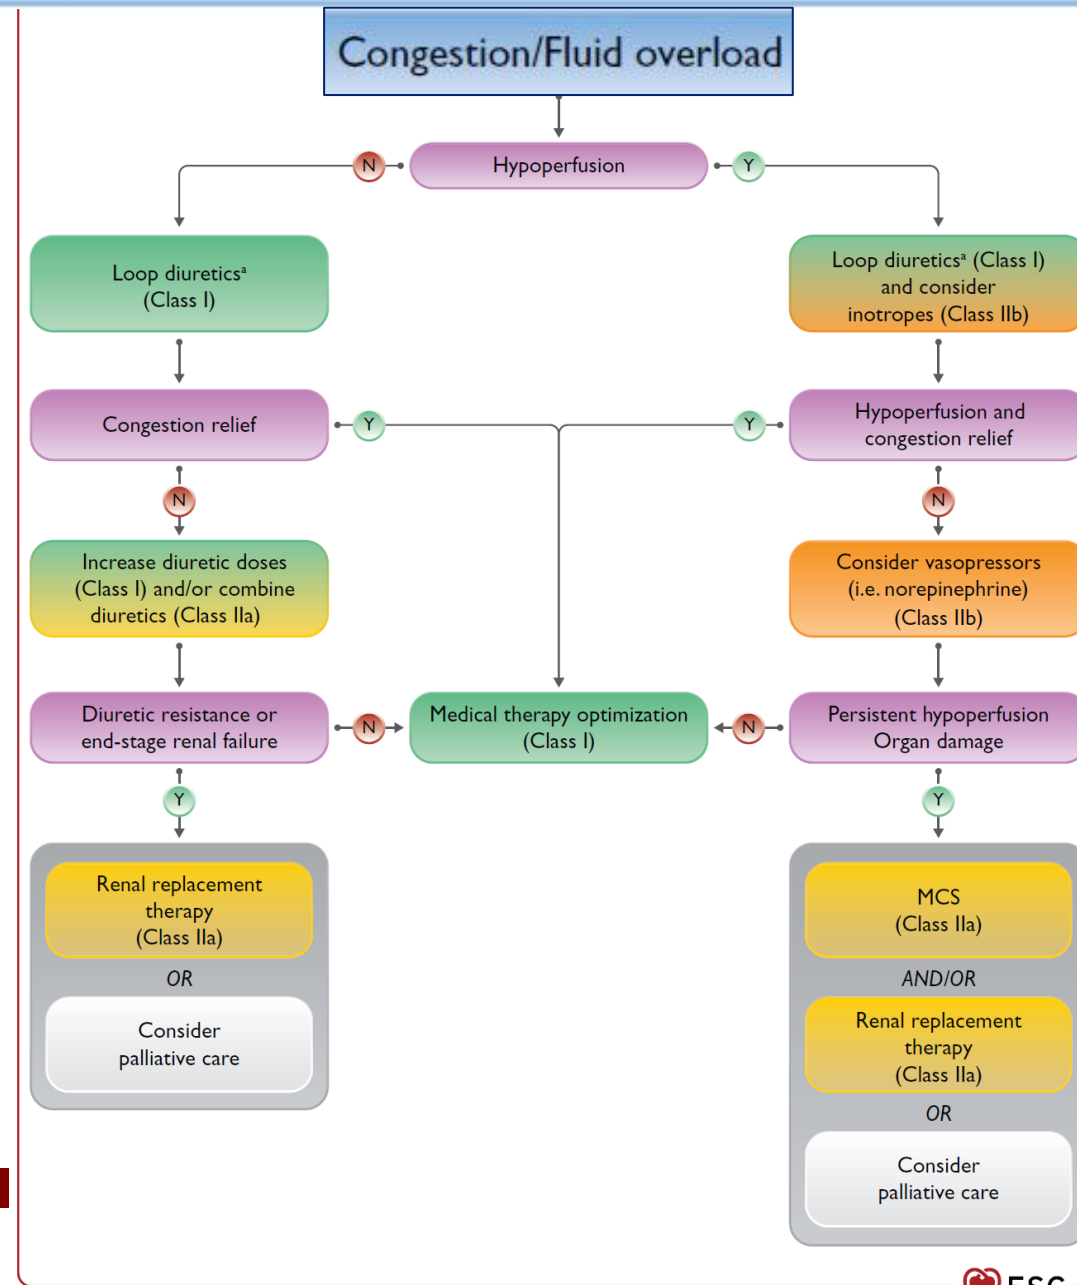 Congestion/Fluid overload
Hypoperfusion
N
Y
Loop diureticsᵃ
(Class I)
Loop diureticsᵃ (Class I)
and consider
inotropes (Class IIb)
Congestion relief
Y
Y
Hypoperfusion and
congestion relief
N
N
Increase diuretic doses
(Class I) and/or combine
diuretics (Class IIa)
Consider vasopressors
(i.e. norepinephrine)
(Class IIb)
Diuretic resistance or
end-stage renal failure
N
Medical therapy optimization
(Class I)
N
Persistent hypoperfusion
Organ damage
Y
Y
Renal replacement
therapy
(Class IIa)
OR
Consider
palliative care
MCS
(Class IIa)
AND/OR
Renal replacement
therapy
(Class IIa)
OR
Consider
palliative care
ESC